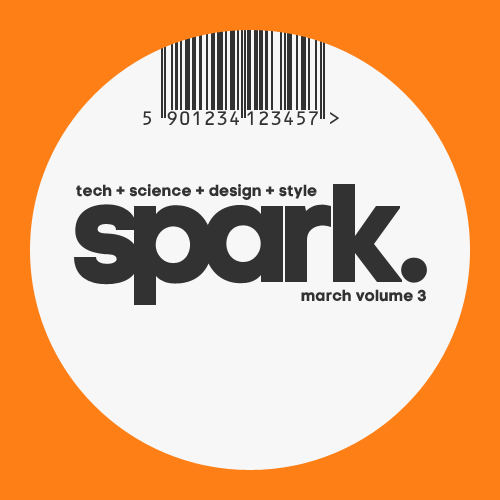 5 901234 123457 >
tech + science + design + style
spark.
march volume 3